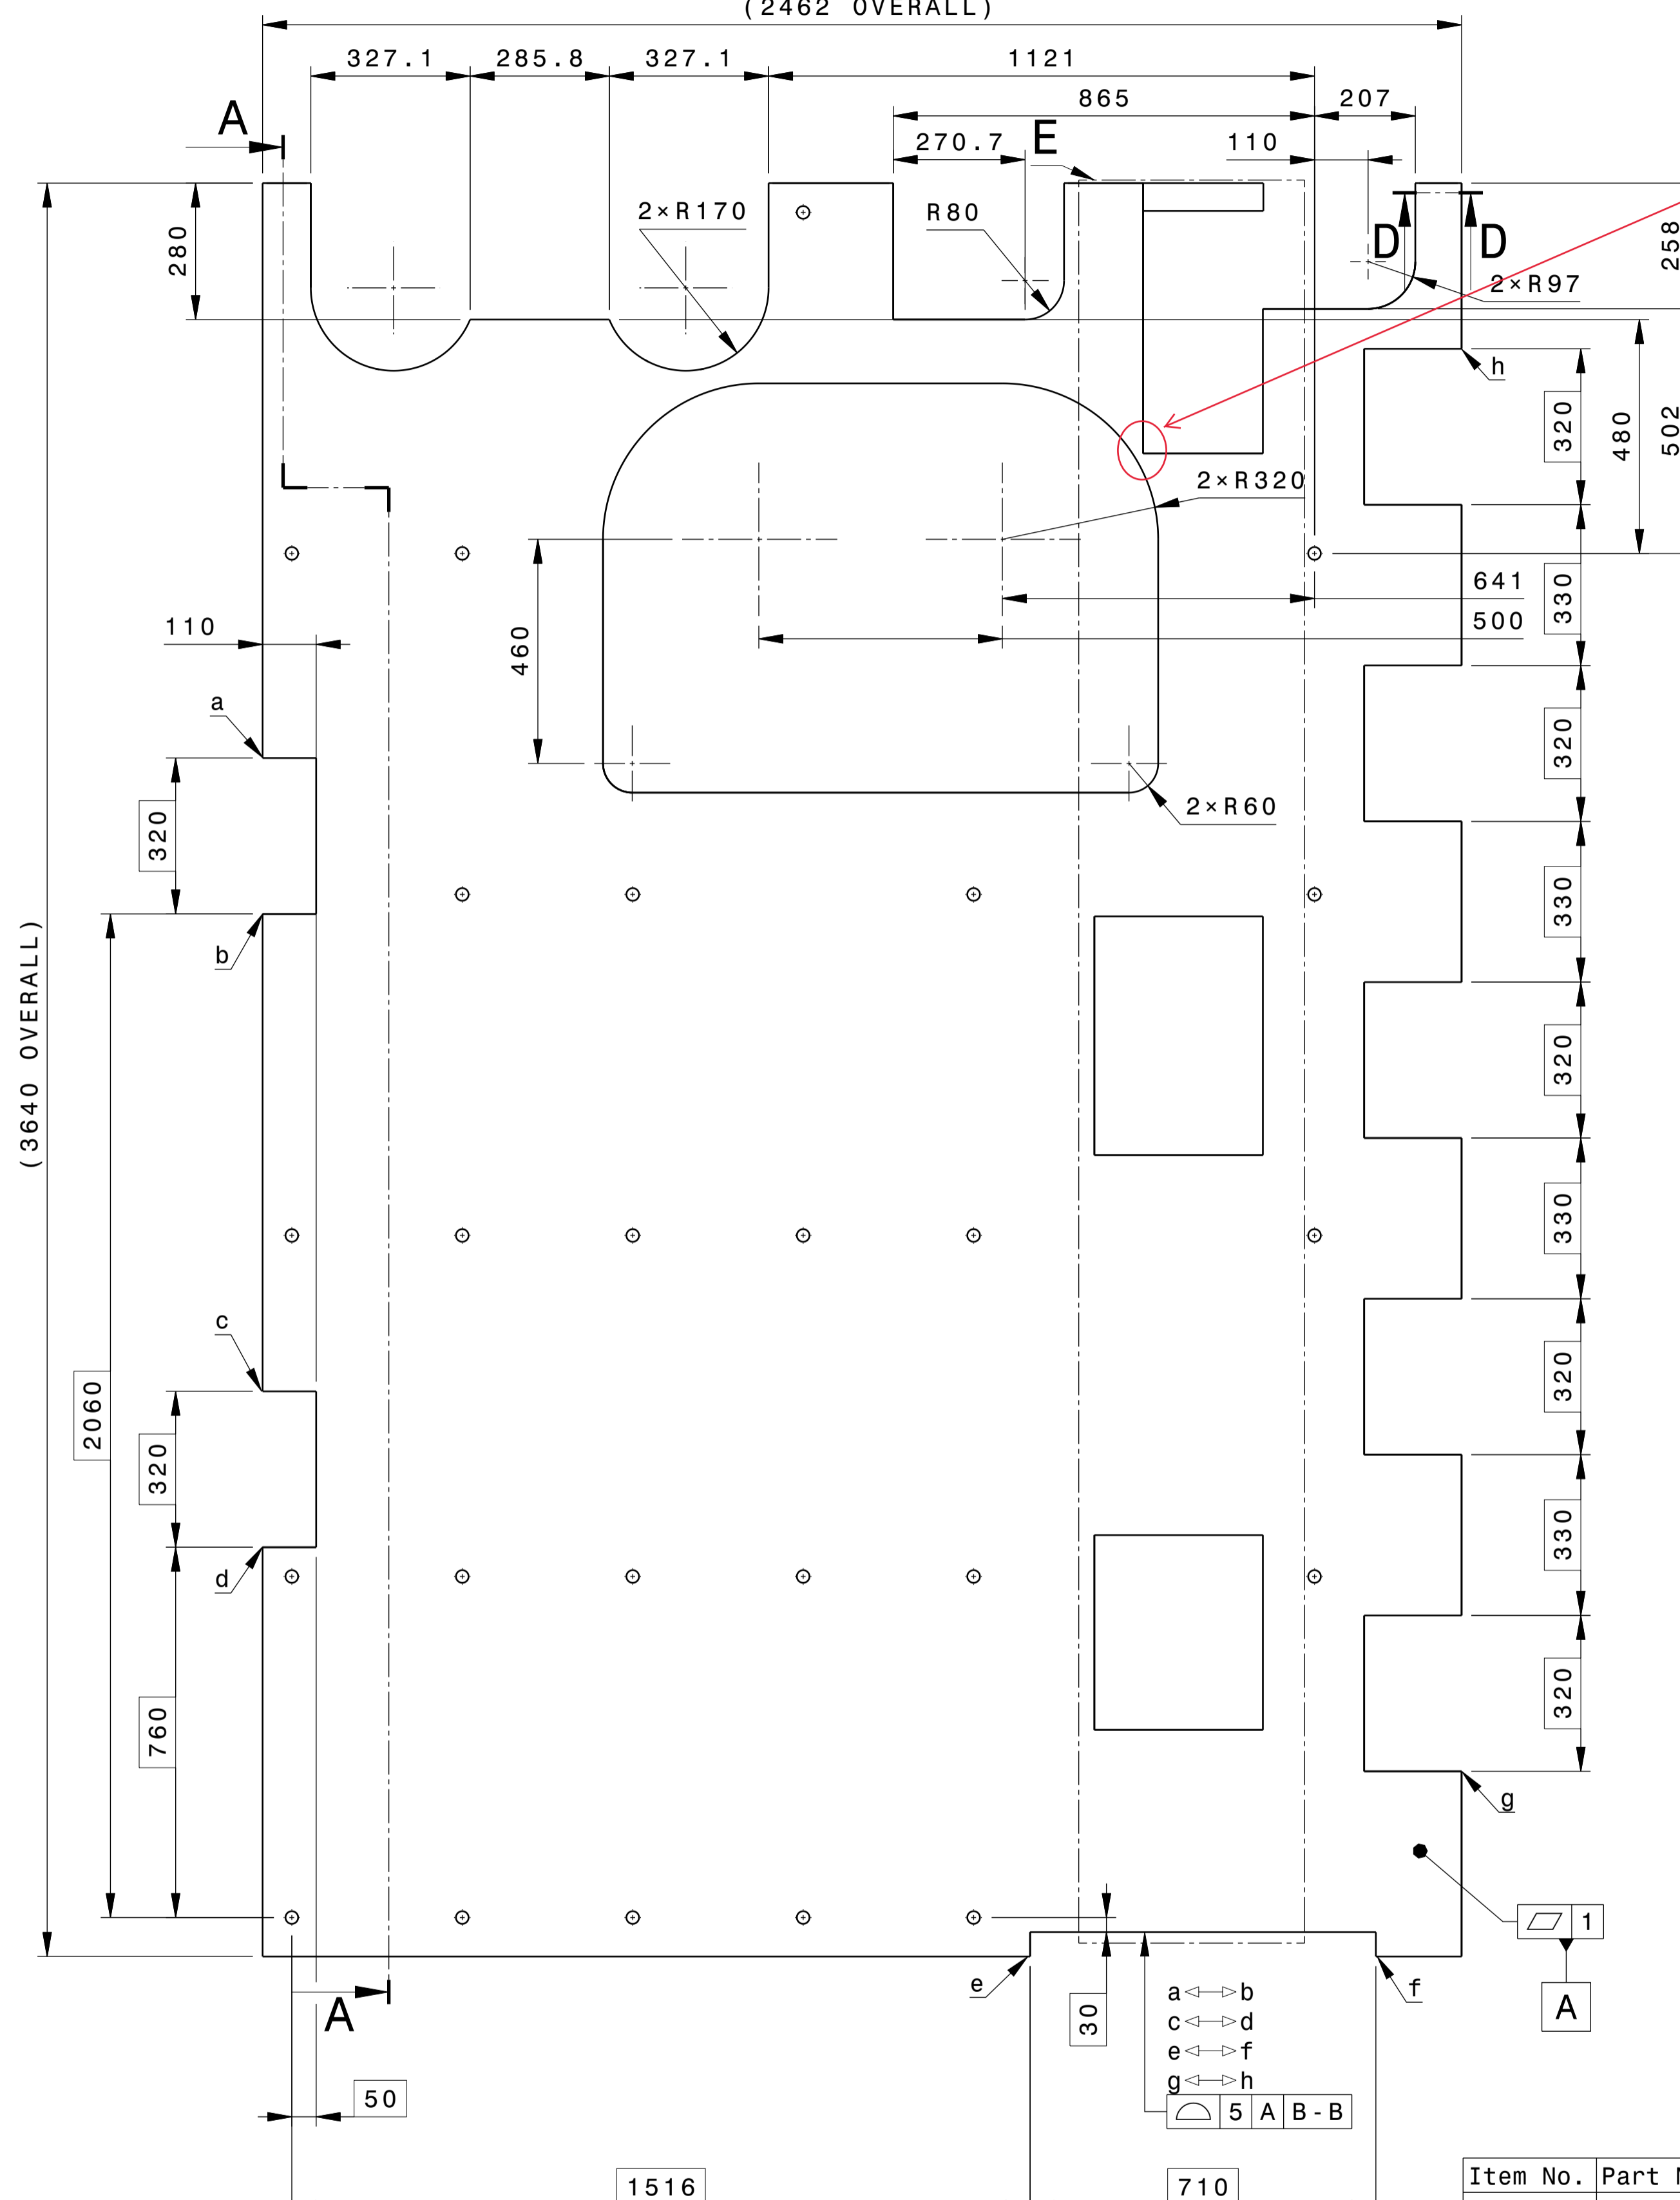 (2462 OVERALL)
327.1 285.8 327.1 1121
865 207
270.7 E 110
A
2×R170 R80
280
D D
258
2×R97
h
320
480
502
2×R320
641
330
500
110
460
a
320
320
2×R60
b
330
(3640 OVERALL)
320
330
c
320
2060
320
330
d
760
320
g
1
A
e f
A
30
a b
c d
e f
g h
50
5 A B-B
1516 710
Item No.